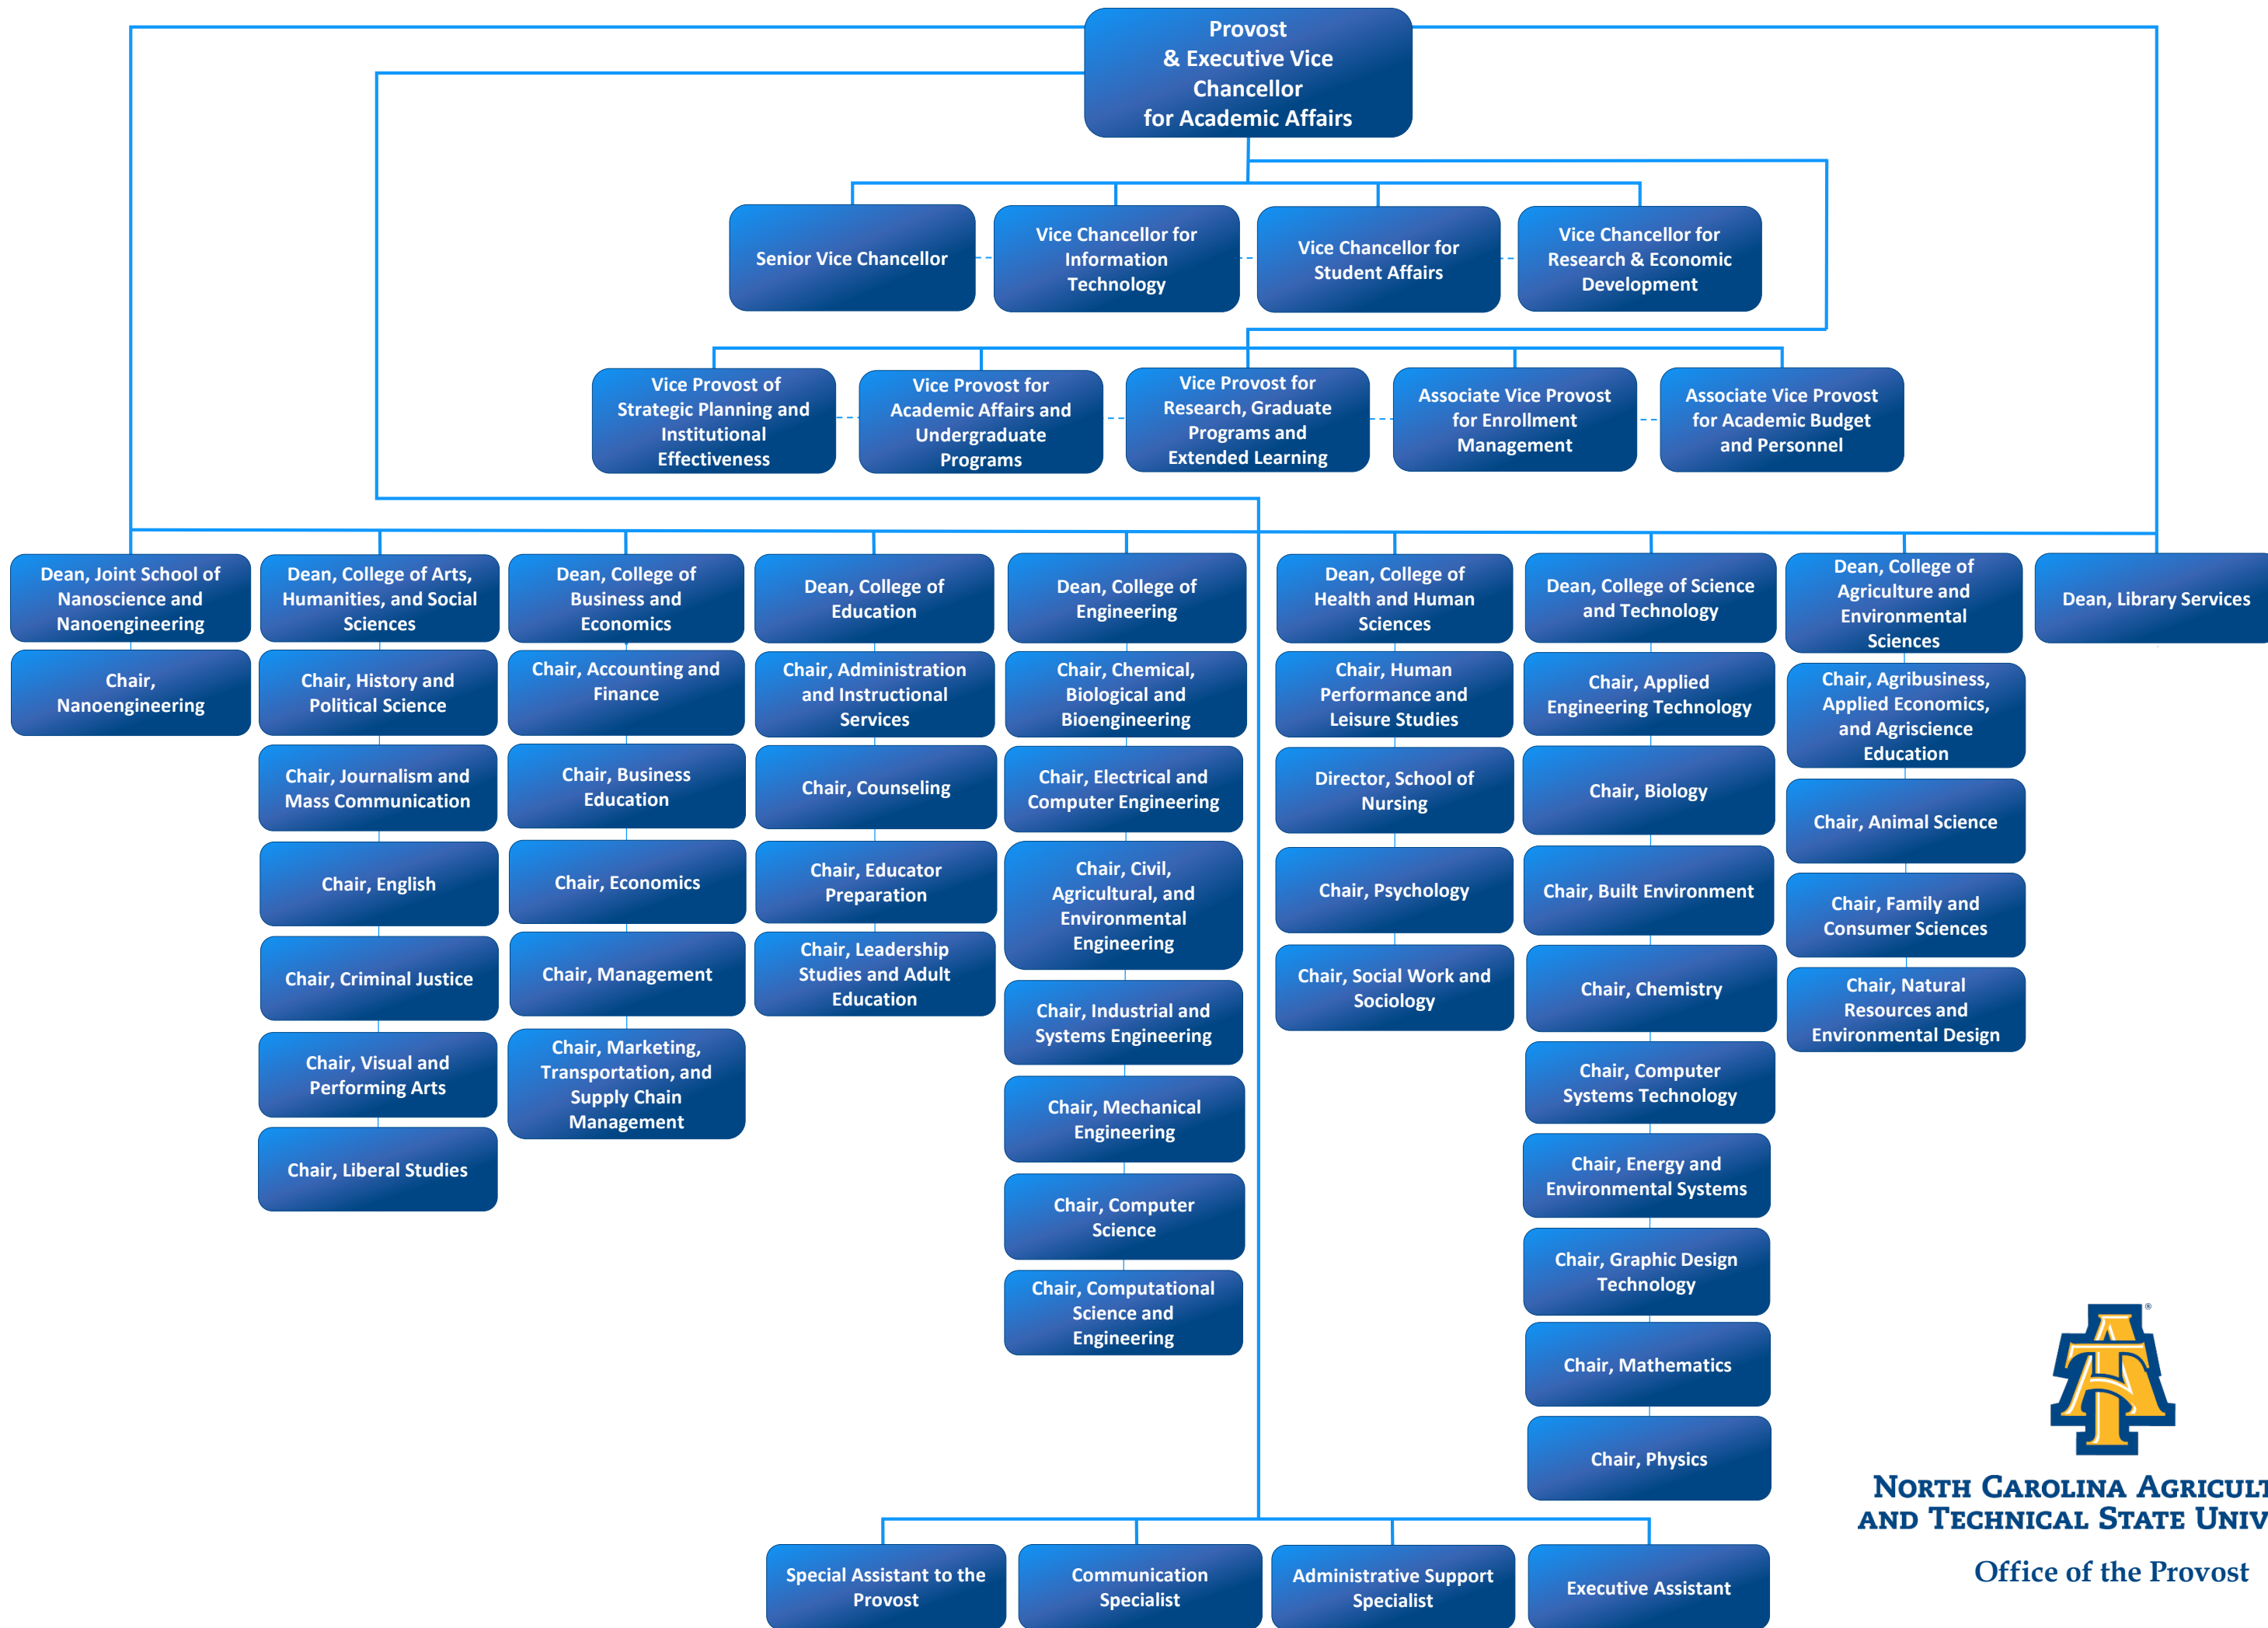 Provost
& Executive Vice
Chancellor
for Academic Affairs
Senior Vice Chancellor
Vice Chancellor for
Information
Technology
Vice Chancellor for
Student Affairs
Vice Chancellor for
Research & Economic
Development
Vice Provost of
Strategic Planning and
Institutional
Effectiveness
Vice Provost for
Academic Affairs and
Undergraduate
Programs
Vice Provost for
Research, Graduate
Programs and
Extended Learning
Associate Vice Provost
for Enrollment
Management
Associate Vice Provost
for Academic Budget
and Personnel
Dean, Joint School of
Nanoscience and
Nanoengineering
Chair,
Nanoengineering
Dean, College of Arts,
Humanities, and Social
Sciences
Chair, History and
Political Science
Chair, Journalism and
Mass Communication
Chair, English
Chair, Criminal Justice
Chair, Visual and
Performing Arts
Chair, Liberal Studies
Dean, College of
Business and
Economics
Chair, Accounting and
Finance
Chair, Business
Education
Chair, Economics
Chair, Management
Chair, Marketing,
Transportation, and
Supply Chain
Management
Dean, College of
Education
Chair, Administration
and Instructional
Services
Chair, Counseling
Chair, Educator
Preparation
Chair, Leadership
Studies and Adult
Education
Dean, College of
Engineering
Chair, Chemical,
Biological and
Bioengineering
Chair, Electrical and
Computer Engineering
Chair, Civil,
Agricultural, and
Environmental
Engineering
Chair, Industrial and
Systems Engineering
Chair, Mechanical
Engineering
Chair, Computer
Science
Chair, Computational
Science and
Engineering
Dean, College of
Health and Human
Sciences
Chair, Human
Performance and
Leisure Studies
Director, School of
Nursing
Chair, Psychology
Chair, Social Work and
Sociology
Dean, College of Science
and Technology
Chair, Applied
Engineering Technology
Chair, Biology
Chair, Built Environment
Chair, Chemistry
Chair, Computer
Systems Technology
Chair, Energy and
Environmental Systems
Chair, Graphic Design
Technology
Chair, Mathematics
Chair, Physics
Dean, College of
Agriculture and
Environmental
Sciences
Chair, Agribusiness,
Applied Economics,
and Agriscience
Education
Chair, Animal Science
Chair, Family and
Consumer Sciences
Chair, Natural
Resources and
Environmental Design
Dean, Library Services
Special Assistant to the
Provost
Communication
Specialist
Administrative Support
Specialist
Executive Assistant
AT
®
North Carolina
and Technical State
Office of the Provost